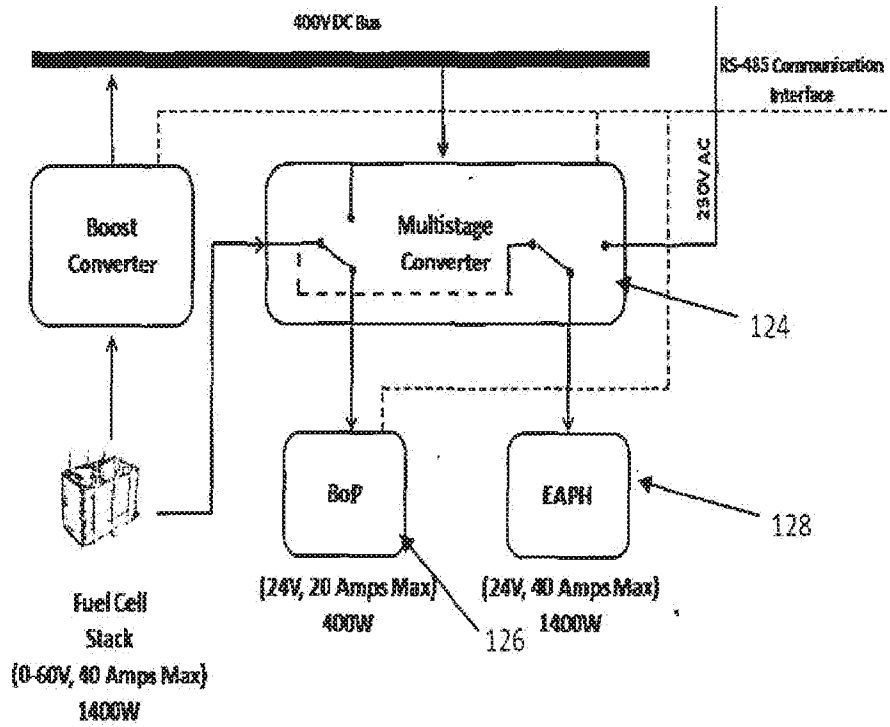 400V DC Bus
RS-485 Communication
Interface
230V AC
Boost
Converter
Multistage
Converter
124
BoP
EAPH
128
(24V, 20 Amps Max)
400W
126
(24V, 40 Amps Max)
1400W
Fuel Cell
Stack
(0-60V, 40 Amps Max)
1400W